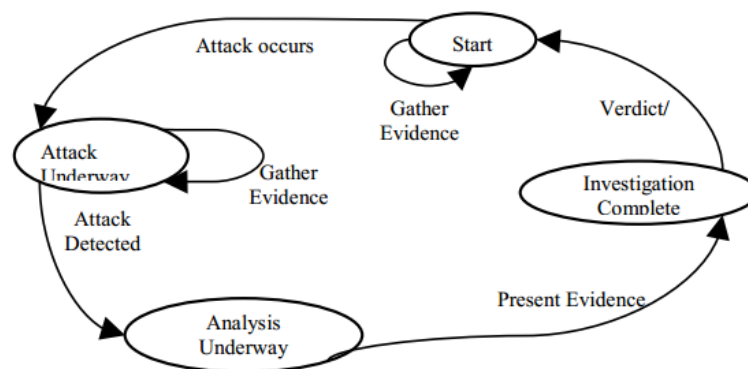 Attack occurs
Start
Gather
Evidence
Verdict/
Attack
Underway
Gather
Evidence
Investigation
Complete
Attack
Detected
Present Evidence
Analysis
Underway